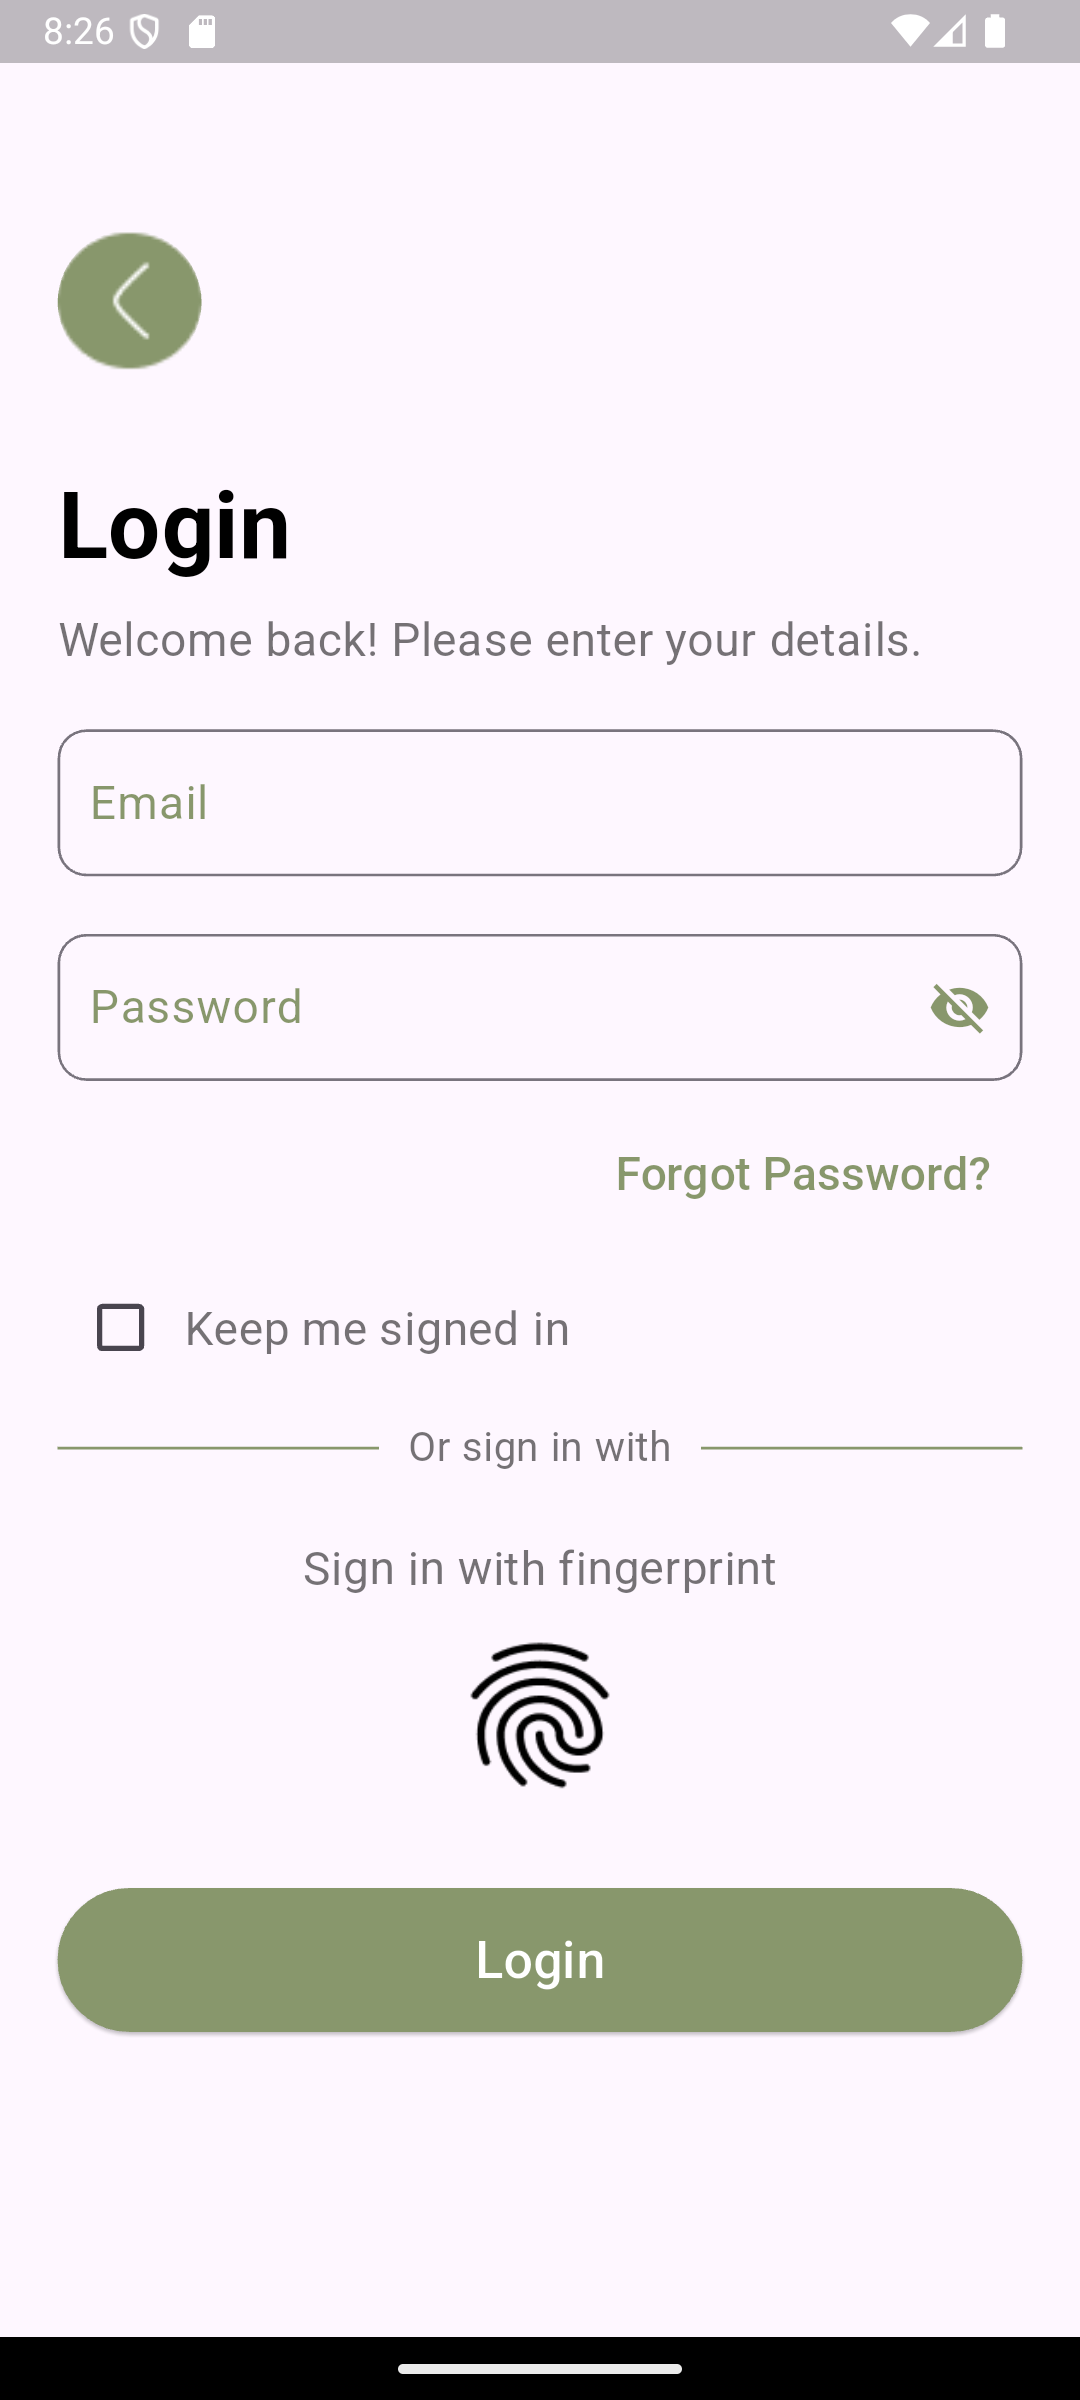 8:26
Login
Welcome back! Please enter your details.
Email
Password
Forgot Password?
Keep me signed in
Or sign in with
Sign in with fingerprint
Login